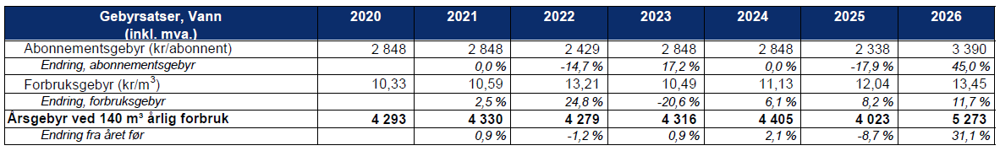 Gebyrsatser, Vann 2020 2021 2022 2023 2024 2025 2026
(inkl. mva.)
Abonnementsgebyr (kr/abonnent) 2 848 2 848 2 429 2 848 2 848 2 338 3 390
Endring, abonnementsgebyr 0,0 % -14,7 % 17,2 % 0,0 % -17,9 % 45,0 %
Forbruksgebyr (kr/m³) 10,33 10,59 13,21 10,49 11,13 12,04 13,45
Endring, forbruksgebyr 2,5 % 24,8 % -20,6 % 6,1 % 8,2 % 11,7 %
Årsgebyr ved 140 m³ årlig forbruk 4 293 4 330 4 279 4 316 4 405 4 023 5 273
Endring fra året før 0,9 % -1,2 % 0,9 % 2,1 % -8,7 % 31,1 %